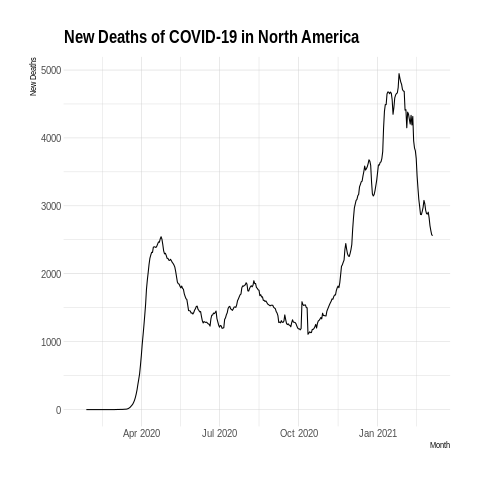 New Deaths of COVID-19 in North America
New Deaths
5000
4000
3000
2000
1000
0
Apr 2020 Jul 2020 Oct 2020 Jan 2021
Month